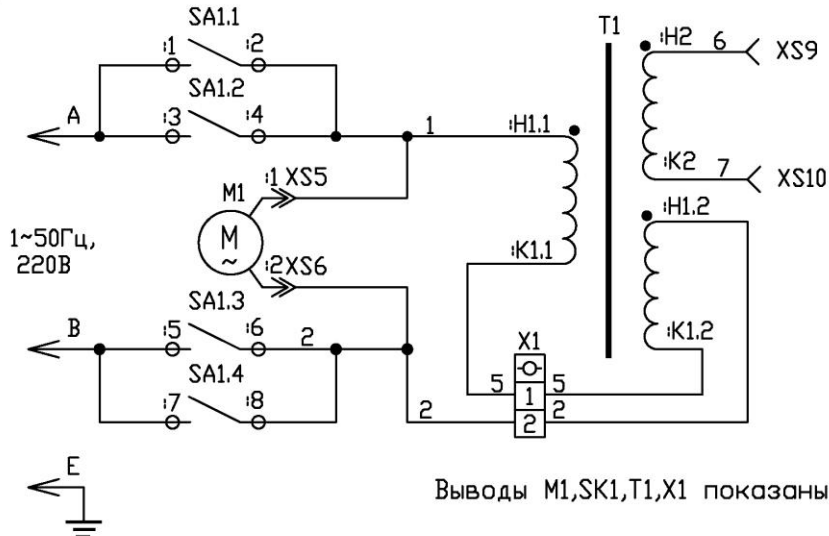 SA1.1
T1
:1 :2
:H2 6 XS9
SA1.2
A :3 :4
1 :H1.1
:1 XS5
:K2 7 XS10
M1
M
~
:H1.2
1~50Гц,
220В
:2 XS6
:K1.1
SA1.3
B :5 :6
2
X1
:K1.2
SA1.4
5 1 5
:7 :8
2 2 2
E
Выводы M1,SK1,T1,X1 показаны